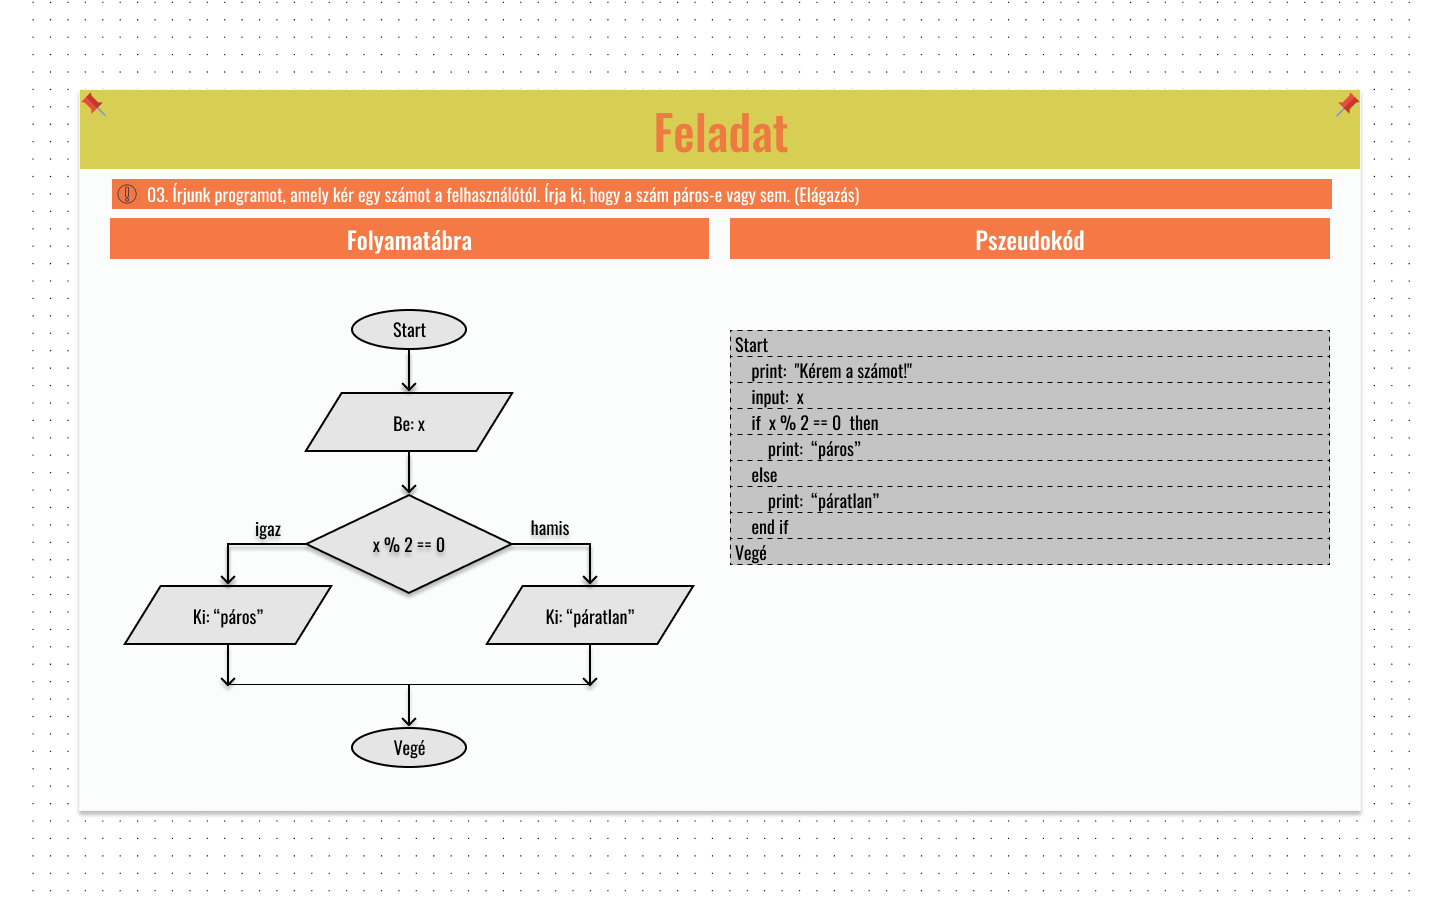 Feladat
03. Írjunk programot, amely kér egy számot a felhasználótól. Írja ki, hogy a szám páros-e vagy sem. (Elágazás)
Folyamatábra
Start
Be: x
x % 2 == 0
igaz
hamis
Ki: “páros”
Ki: “páratlan”
Vegé
Pszeudokód
Start
print: "Kérem a számot!"
input: x
if x % 2 == 0 then
print: “páros”
else
print: “páratlan”
end if
Vegé